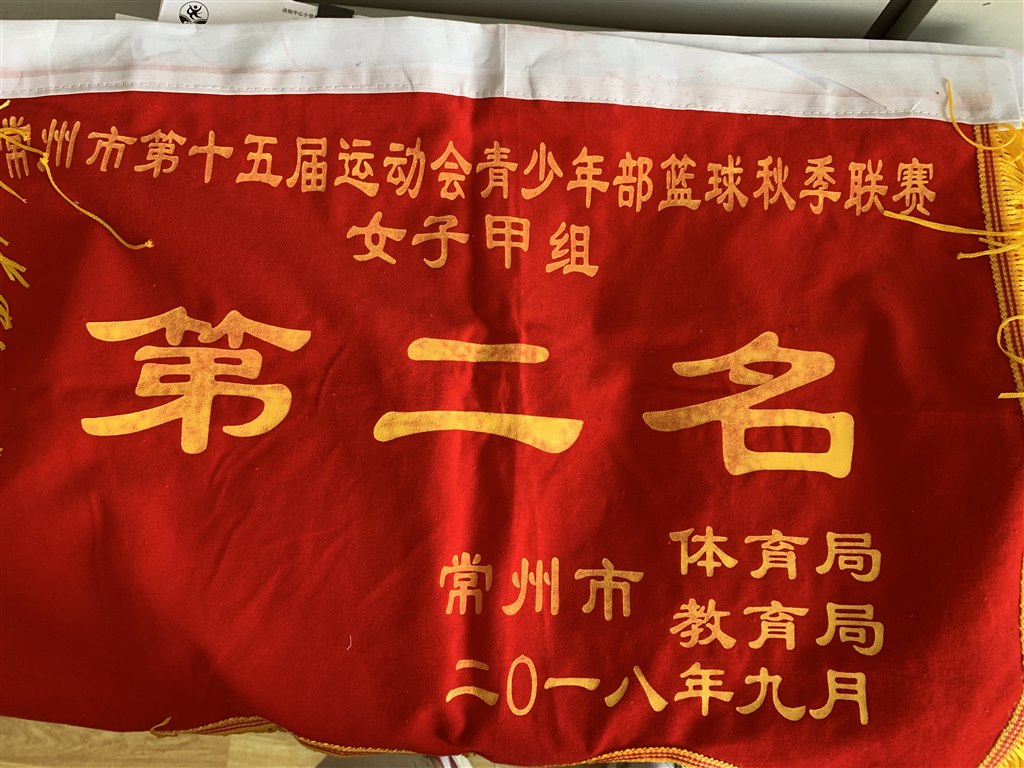 常州市第十五届运动会青少年部篮球秋季联赛
女子甲组
第二名
常州市 体育局
教育局
二〇一八年九月